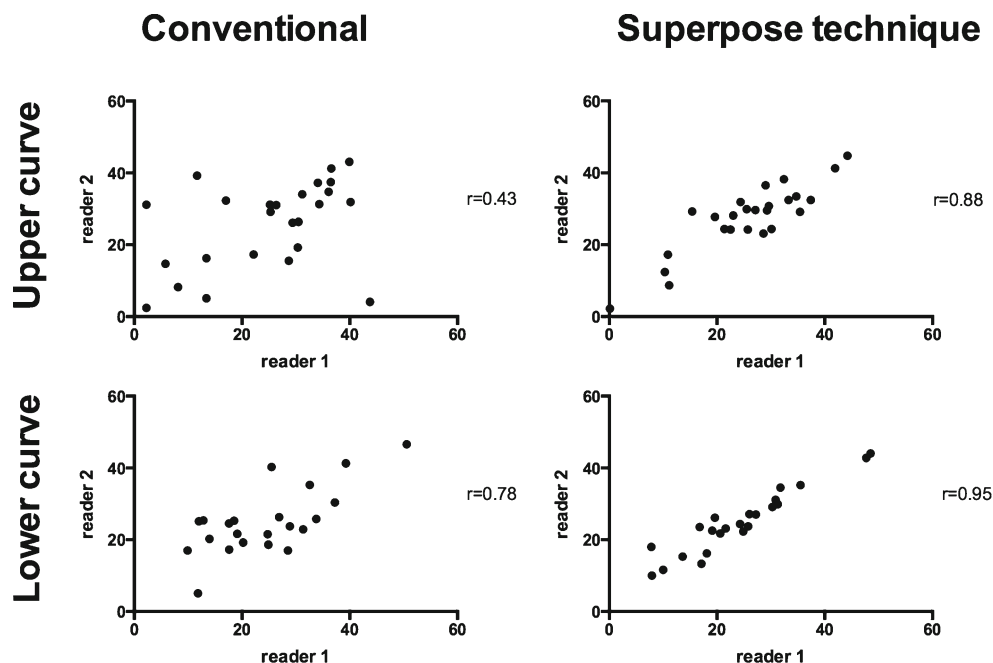 Conventional
Superpose technique
Upper curve
reader 2
60
40
20
0
0 20 40 60
reader 1
r=0.43
reader 2
60
40
20
0
0 20 40 60
reader 1
r=0.88
Lower curve
reader 2
60
40
20
0
0 20 40 60
reader 1
r=0.78
reader 2
60
40
20
0
0 20 40 60
reader 1
r=0.95